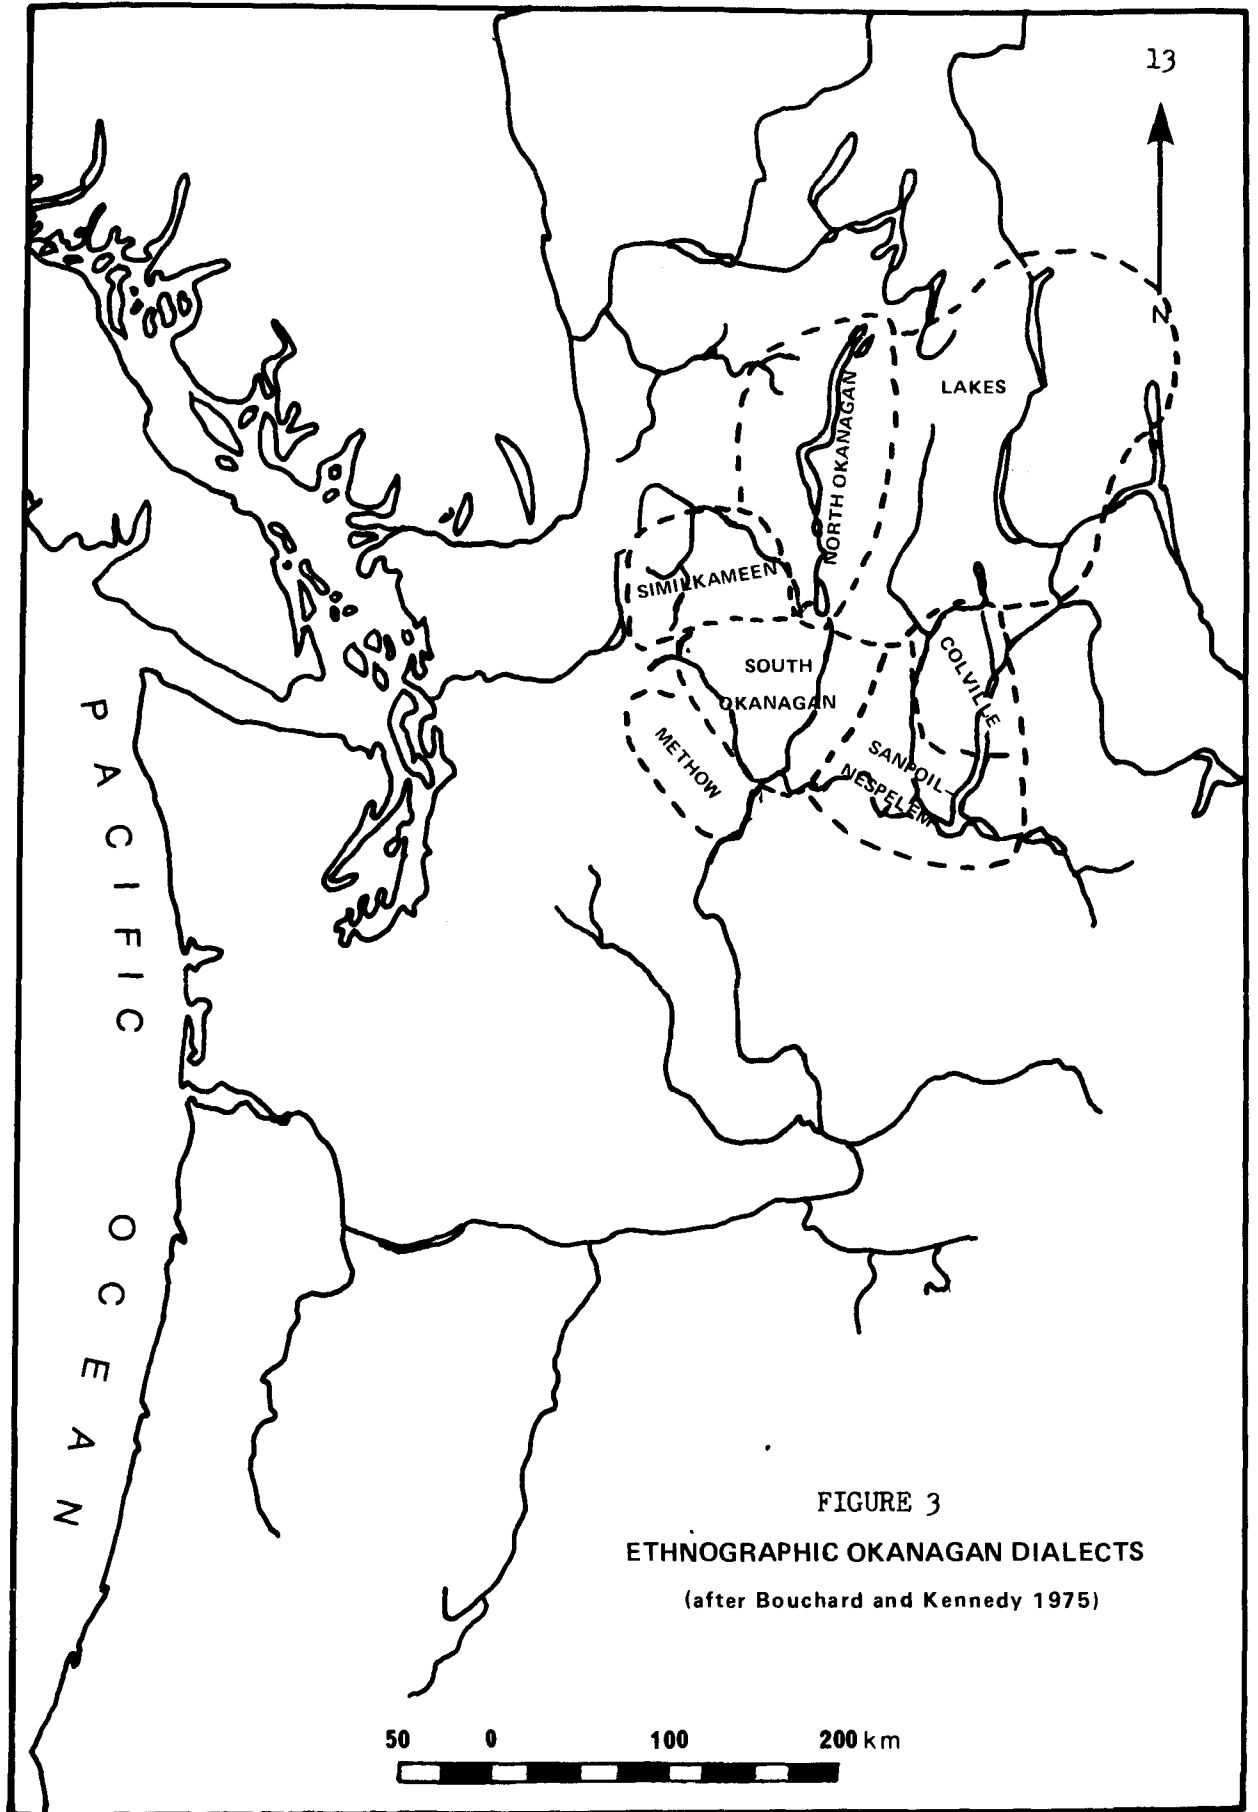 13
N
LAKES
NORTH OKANAGAN
SIMILKAMEEN
SOUTH
OKANAGAN
COLVILLE
METHOW
SANPOIL-
NESPELEM
PACIFIC
OCEAN
FIGURE 3
ETHNOGRAPHIC OKANAGAN DIALECTS
(after Bouchard and Kennedy 1975)
50 0 100 200 km